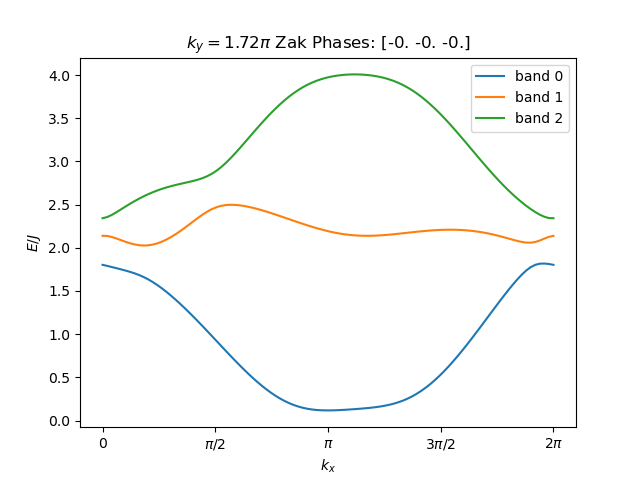 k_y = 1.72π Zak Phases: [-0. -0. -0.]
band 0
band 1
band 2
4.0
3.5
3.0
2.5
2.0
1.5
1.0
0.5
0.0
E/J
0 π/2 π 3π/2 2π
k_x